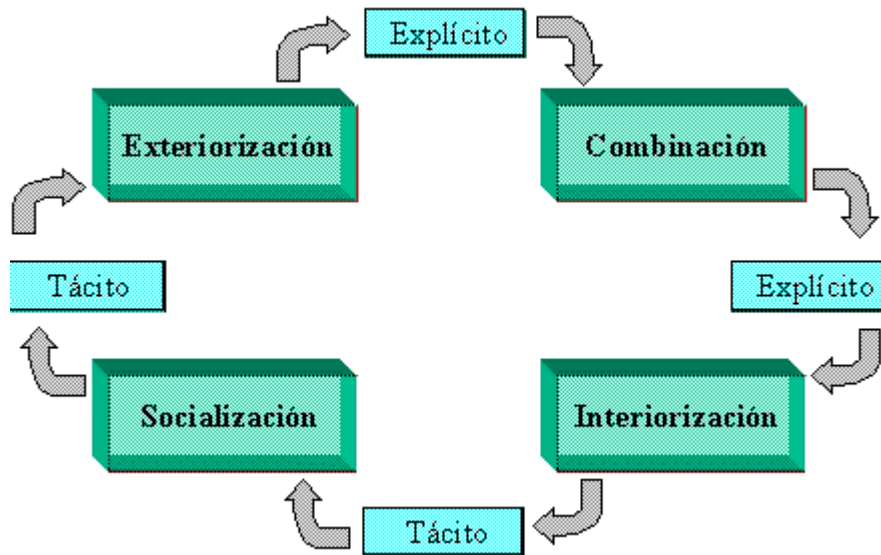 Explícito
Exteriorización
Combinación
Tácito
Explícito
Socialización
Interiorización
Tácito